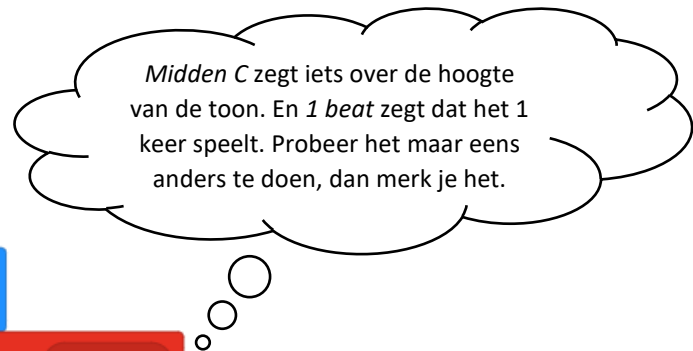 Midden C zegt iets over de hoogte
van de toon. En 1 beat zegt dat het 1
keer speelt. Probeer het maar eens
anders te doen, dan merk je het.